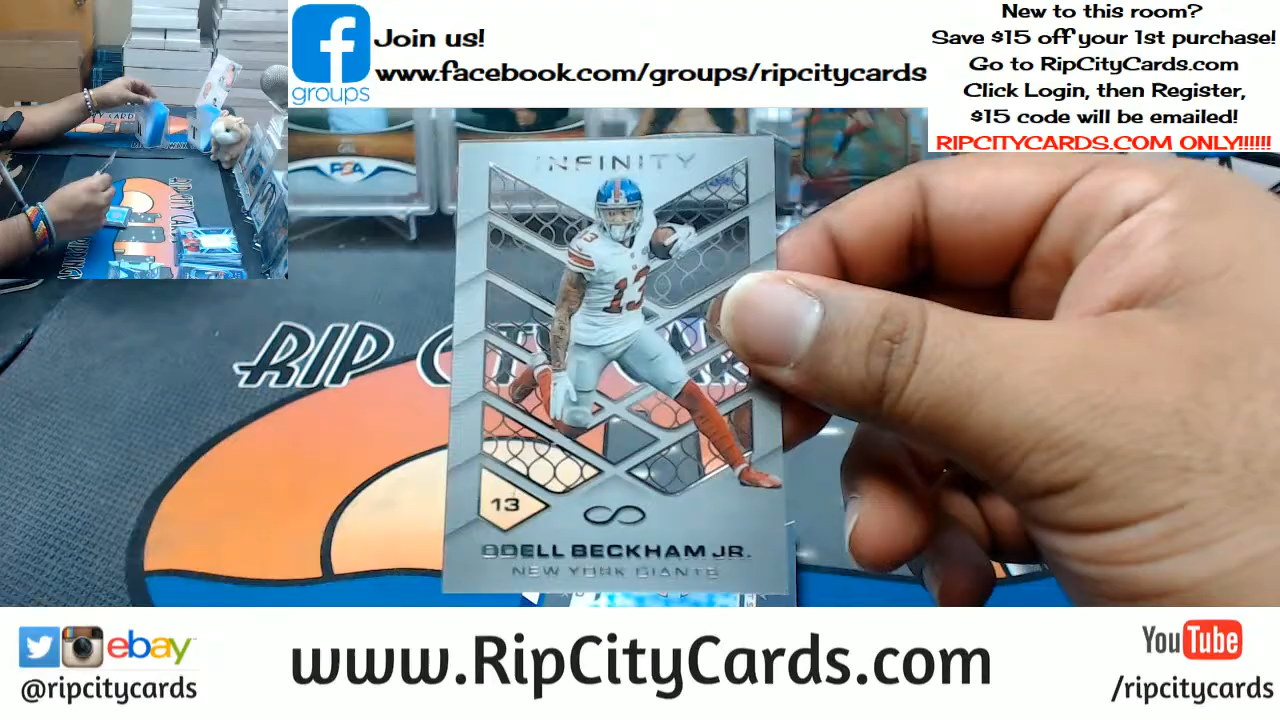 groups
Join us!
www.facebook.com/groups/ripcitycards
New to this room?
Save $15 off your 1st purchase!
Go to RipCityCards.com
Click Login, then Register,
$15 code will be emailed!
RIPCITYCARDS.COM ONLY!!!!!!
PSA
INFINITY
13
13
ODELL BECKHAM JR.
NEW YORK GIANTS
RIP
ebay
@ripcitycards
www.RipCityCards.com
YouTube
/ripcitycards